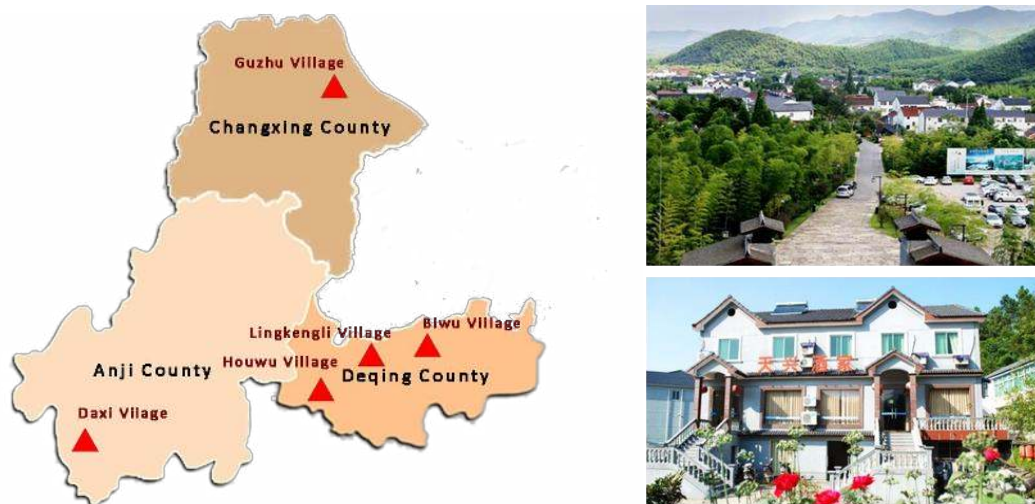 Guzhu Village
Changxing County
Lingkengli Village
Biwu Village
Houwu Village
Anji County
Deqing County
Daxi Vilage
天兴酒家